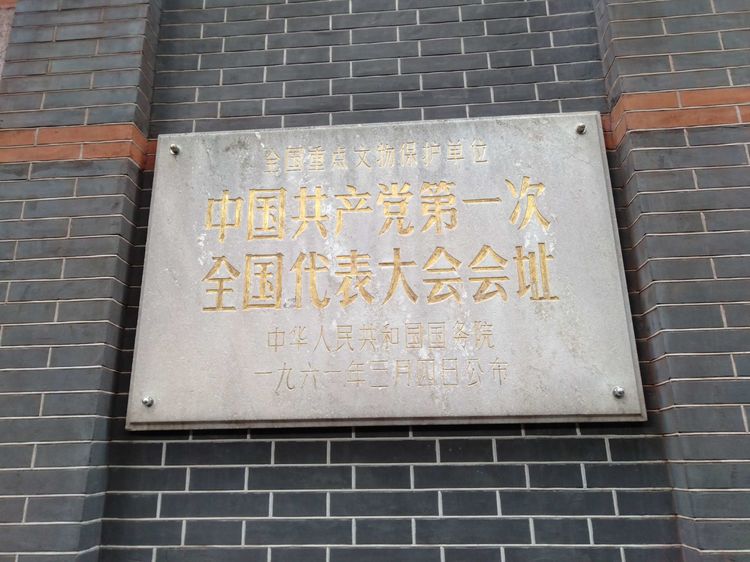 全国重点文物保护单位
中国共产党第一次
全国代表大会会址
中华人民共和国国务院
一九六一年三月四日公布